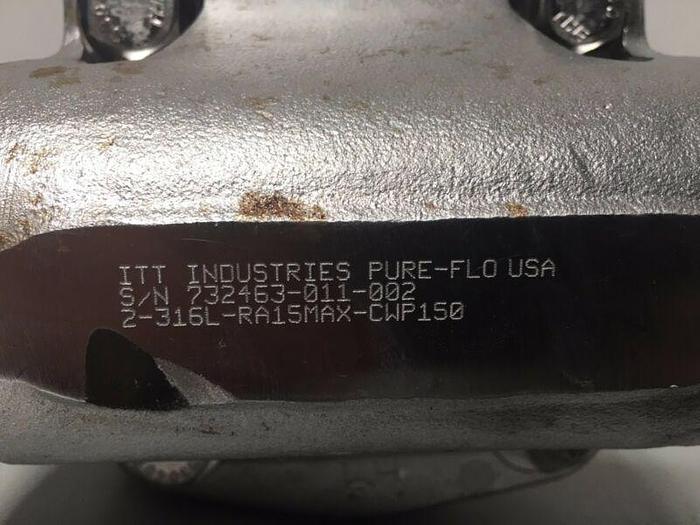 ITT INDUSTRIES PURE-FLO USA
S/N 732463-011-002
2-316L-RA15MAX-CWP150